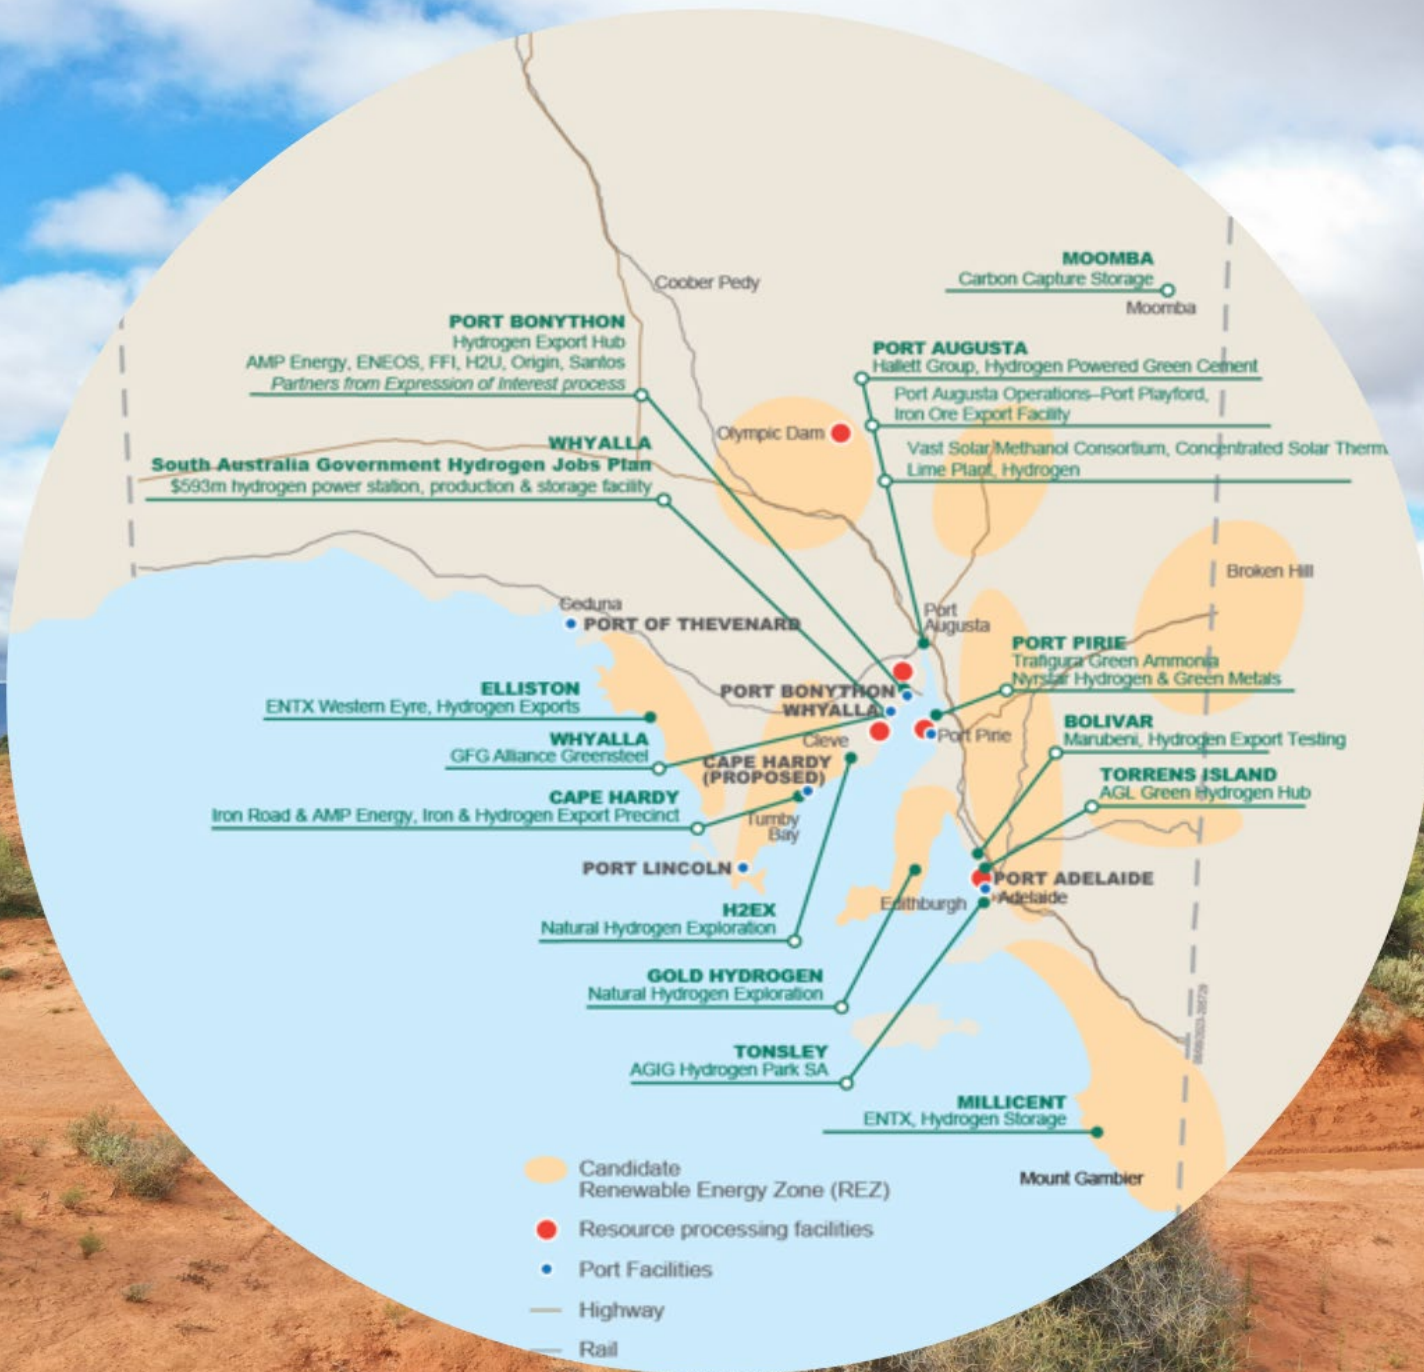 Coober Pedy
MOOMBA
Carbon Capture Storage
Moomba
PORT BONYTHON
Hydrogen Export Hub
AMP Energy, ENEOS, FFI, H2U, Origin, Santos
Partners from Expression of Interest process
PORT AUGUSTA
Hallett Group, Hydrogen Powered Green Cement
Port Augusta Operations–Port Playford,
Iron Ore Export Facility
Vast Solar/Methanol Consortium, Concentrated Solar Therm
Lime Plant, Hydrogen
Olympic Dam
WHYALLA
South Australia Government Hydrogen Jobs Plan
$593m hydrogen power station, production & storage facility
Broken Hill
Ceduna
PORT OF THEVENARD
Port
Augusta
PORT PIRIE
Trafigura Green Ammonia
Nyrstar Hydrogen & Green Metals
ELLISTON
ENTX Western Eyre, Hydrogen Exports
PORT BONYTHON
WHYALLA
BOLIVAR
Marubeni, Hydrogen Export Testing
WHYALLA
GFG Alliance Greensteel
Cleve
Port Pirie
CAPE HARDY
(PROPOSED)
TORRENS ISLAND
AGL Green Hydrogen Hub
CAPE HARDY
Iron Road & AMP Energy, Iron & Hydrogen Export Precinct
Tumby
Bay
PORT LINCOLN
PORT ADELAIDE
Adelaide
Edithburgh
H2EX
Natural Hydrogen Exploration
GOLD HYDROGEN
Natural Hydrogen Exploration
TONSLEY
AGIG Hydrogen Park SA
MILLICENT
ENTX, Hydrogen Storage
Mount Gambier
Candidate
Renewable Energy Zone (REZ)
Resource processing facilities
Port Facilities
Highway
Rail